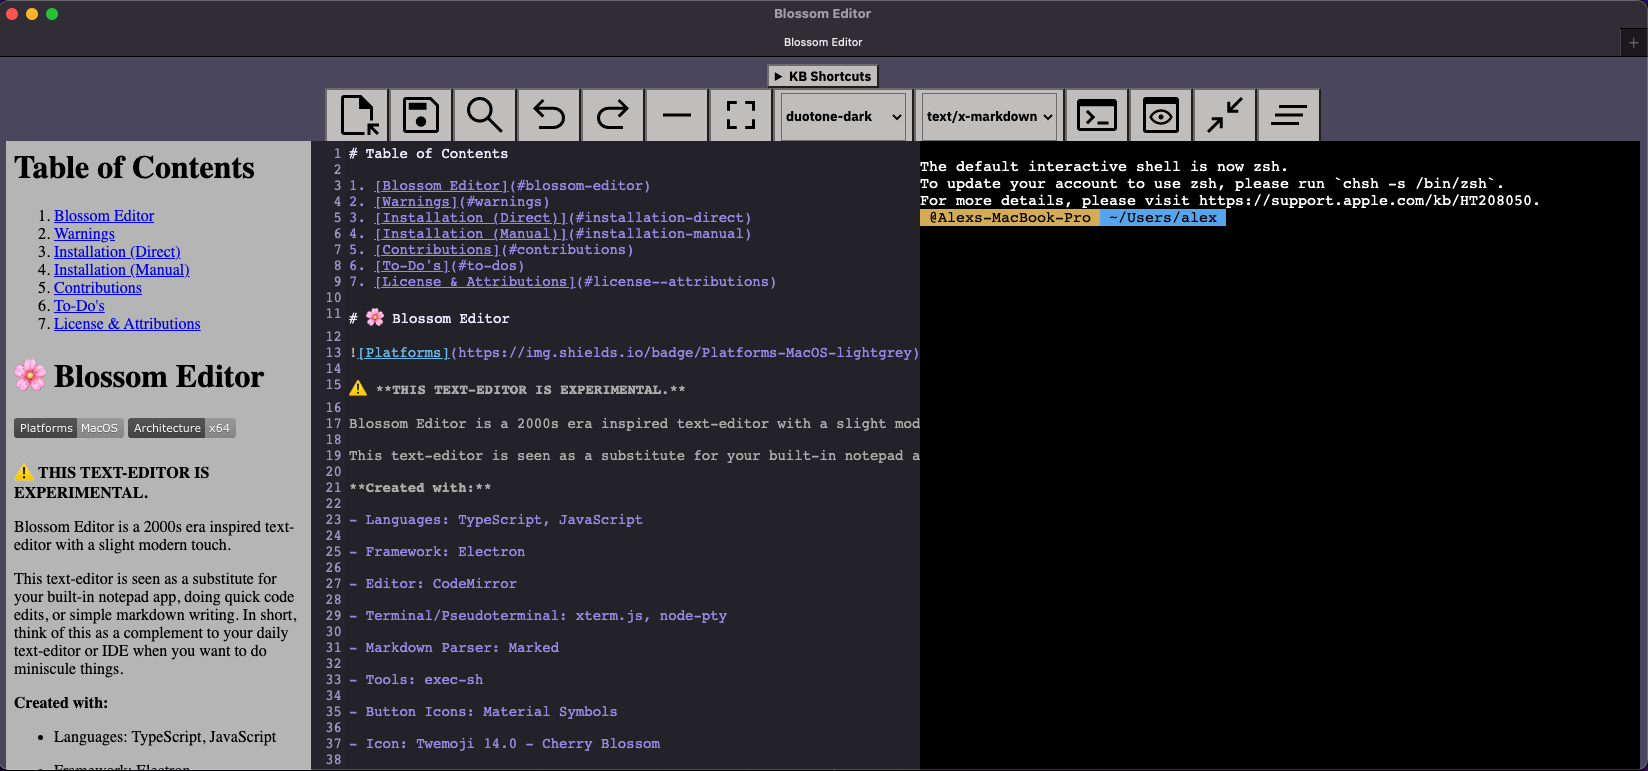 Blossom Editor
Blossom Editor
▶ KB Shortcuts
duotone-dark
text/x-markdown
Table of Contents
1. Blossom Editor
2. Warnings
3. Installation (Direct)
4. Installation (Manual)
5. Contributions
6. To-Do's
7. License & Attributions
🌸 Blossom Editor
Platforms MacOS Architecture x64
⚠️ THIS TEXT-EDITOR IS
EXPERIMENTAL.
Blossom Editor is a 2000s era inspired text-
editor with a slight modern touch.
This text-editor is seen as a substitute for
your built-in notepad app, doing quick code
edits, or simple markdown writing. In short,
think of this as a complement to your daily
text-editor or IDE when you want to do
miniscule things.
Created with:
• Languages: TypeScript, JavaScript
• Framework: Electron
1 # Table of Contents
2
3 1. [Blossom Editor](#blossom-editor)
4 2. [Warnings](#warnings)
5 3. [Installation (Direct)](#installation-direct)
6 4. [Installation (Manual)](#installation-manual)
7 5. [Contributions](#contributions)
8 6. [To-Do's](#to-dos)
9 7. [License & Attributions](#license--attributions)
10
11 # 🌸 Blossom Editor
12
13 ![Platforms](https://img.shields.io/badge/Platforms-MacOS-lightgrey)
14
15 ⚠️ **THIS TEXT-EDITOR IS EXPERIMENTAL.**
16
17 Blossom Editor is a 2000s era inspired text-editor with a slight mod
18
19 This text-editor is seen as a substitute for your built-in notepad a
20
21 **Created with:**
22
23 - Languages: TypeScript, JavaScript
24
25 - Framework: Electron
26
27 - Editor: CodeMirror
28
29 - Terminal/Pseudoterminal: xterm.js, node-pty
30
31 - Markdown Parser: Marked
32
33 - Tools: exec-sh
34
35 - Button Icons: Material Symbols
36
37 - Icon: Twemoji 14.0 - Cherry Blossom
38
The default interactive shell is now zsh.
To update your account to use zsh, please run `chsh -s /bin/zsh`.
For more details, please visit https://support.apple.com/kb/HT208050.
@Alexs-MacBook-Pro ~/Users/alex